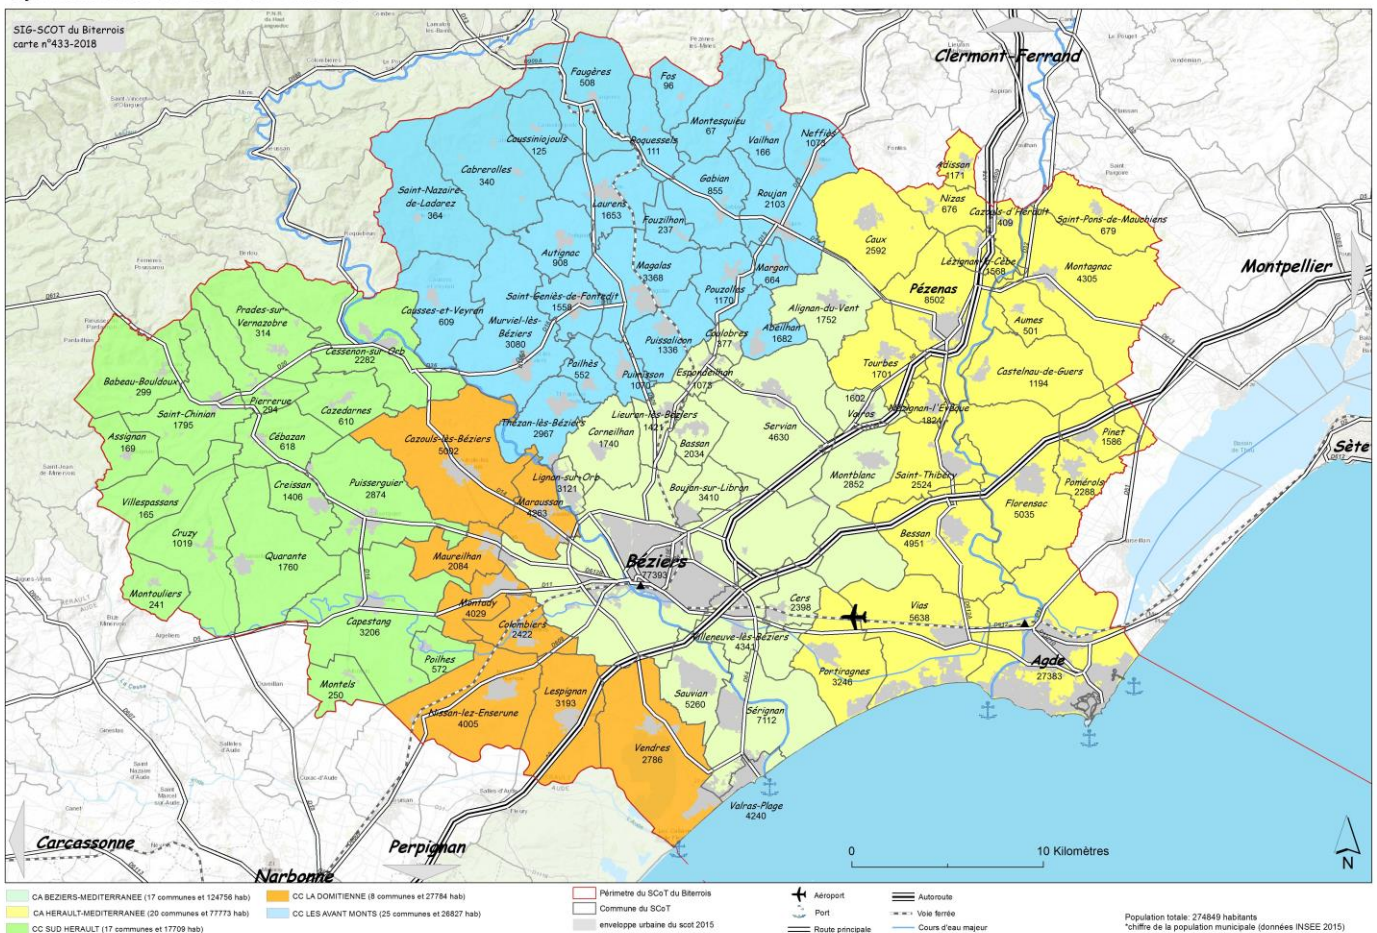 SIG-SCOT du Biterrois
carte n°433-2018
Clermont-Ferrand
Montpellier
Sète
Carcassonne
Narbonne
Perpignan
Faugères
508
Fos
96
Montesquieu
67
Neffiès
1073
Caussiniojouls
125
Roquessels
111
Vailhan
166
Cabrerolles
340
Gabian
855
Roujan
2103
Saint-Nazaire-
de-Ladarez
364
Laurens
1653
Fouzilhon
237
Autignac
908
Magalas
3368
Margon
664
Pouzolles
1170
Saint-Geniès-de-Fontedit
1558
Causses-et-Veyran
609
Murviel-lès-
Béziers
3080
Puissalicon
1336
Coulobres
377
Abeilhan
1682
Pailhès
552
Puimisson
1070
Thézan-lès-Béziers
2967
Adissan
1171
Nizas
676
Cazouls-d'Hérault
409
Saint-Pons-de-Mauchiens
679
Caux
2592
Lézignan-la-Cèbe
1568
Montagnac
4305
Pézenas
8502
Aumes
501
Alignan-du-Vent
1752
Tourbes
1701
Castelnau-de-Guers
1194
Espondeilhan
1073
1602
Valros
Nézignan-l'Evêque
1824
Pinet
1586
Pomérols
2288
Prades-sur-
Vernazobre
314
Cessenon-sur-Orb
2282
Babeau-Bouldoux
299
Pierrerue
294
Cazedarnes
610
Saint-Chinian
1795
Assignan
169
Cébazan
618
Cazouls-lès-Béziers
5002
Creissan
1406
Puisserguier
2874
Villespassans
165
Cruzy
1019
Quarante
1760
Montouliers
241
Capestang
3206
Poilhes
572
Montels
250
Lieuran-lès-Béziers
1421
Corneilhan
1740
Bassan
2034
Servian
4630
Lignan-sur-Orb
3121
Boujan-sur-Libron
3410
Montblanc
2852
Saint-Thibéry
2524
Florensac
5035
Maraussan
4263
Maureilhan
2084
Béziers
77393
Bessan
4951
Montady
4029
Colombiers
2422
Cers
2398
Vias
5638
Villeneuve-lès-Béziers
4341
Portiragnes
3246
Agde
27383
Nissan-lez-Enserune
4005
Lespignan
3193
Sauvian
5260
Sérignan
7112
Vendres
2786
Valras-Plage
4240
0
10 Kilomètres
N
CA BEZIERS-MEDITERRANEE (17 communes et 124756 hab)
CA HERAULT-MEDITERRANEE (20 communes et 77773 hab)
CC SUD HERAULT (17 communes et 17709 hab)
CC LA DOMITIENNE (8 communes et 27784 hab)
CC LES AVANT MONTS (25 communes et 26827 hab)
Périmetre du SCoT du Biterrois
Commune du SCoT
enveloppe urbaine du scot 2015
Aéroport
Port
Route principale
Autoroute
Voie ferrée
Cours d'eau majeur
Population totale: 274849 habitants
*chiffre de la population municipale (données INSEE 2015)